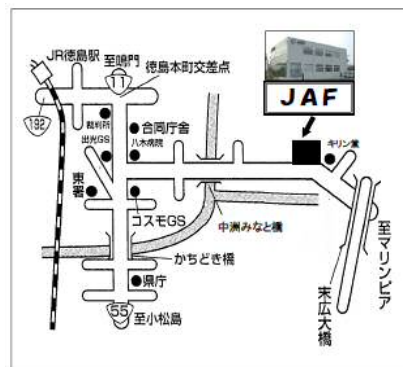 JR徳島駅
至鳴門
11
徳島本町交差点
192
裁判所
合同庁舎
出光GS
八木病院
JAF
キリン堂
東署
コスモGS
中洲みなと橋
至マリンピア
かちどき橋
末広大橋
県庁
55
至小松島